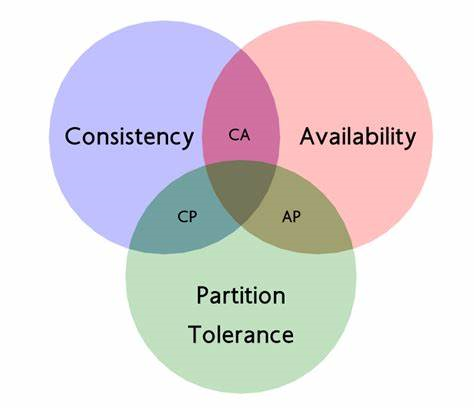 Consistency
CA
Availability
CP
AP
Partition
Tolerance